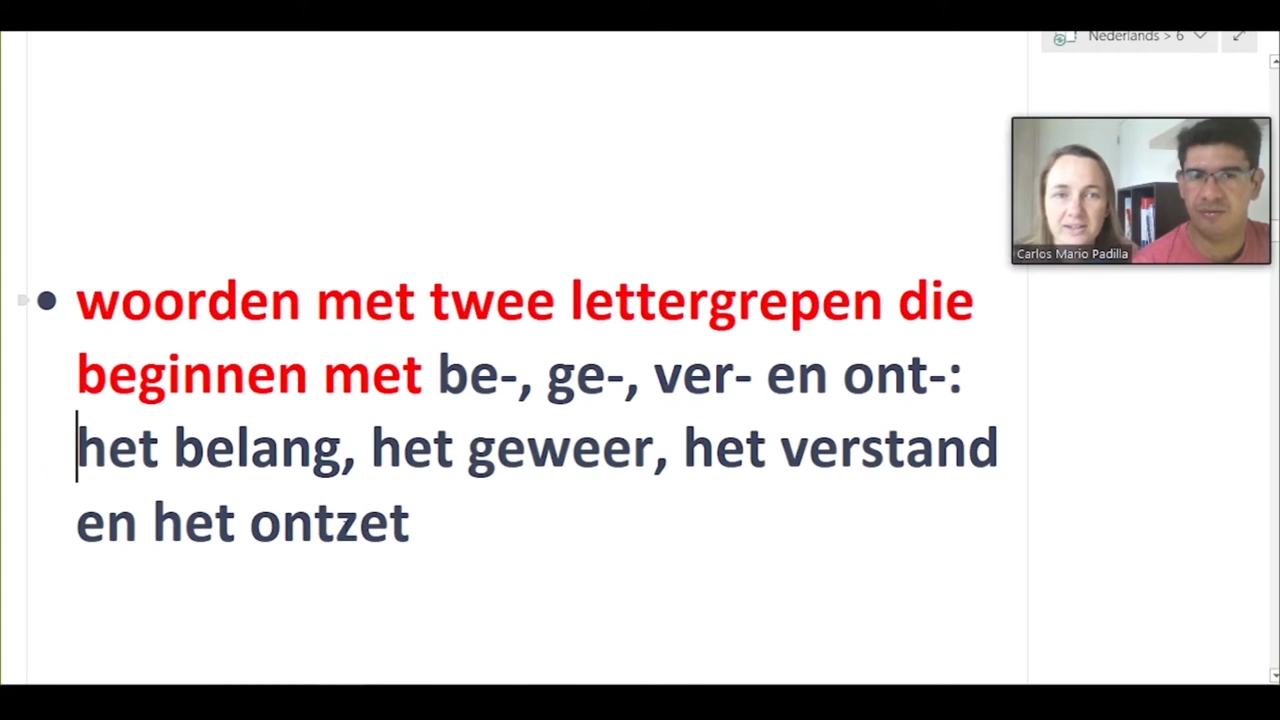 Nederlands > 6
Carlos Mario Padilla
• woorden met twee lettergrepen die
beginnen met be-, ge-, ver- en ont-:
het belang, het geweer, het verstand
en het ontzet